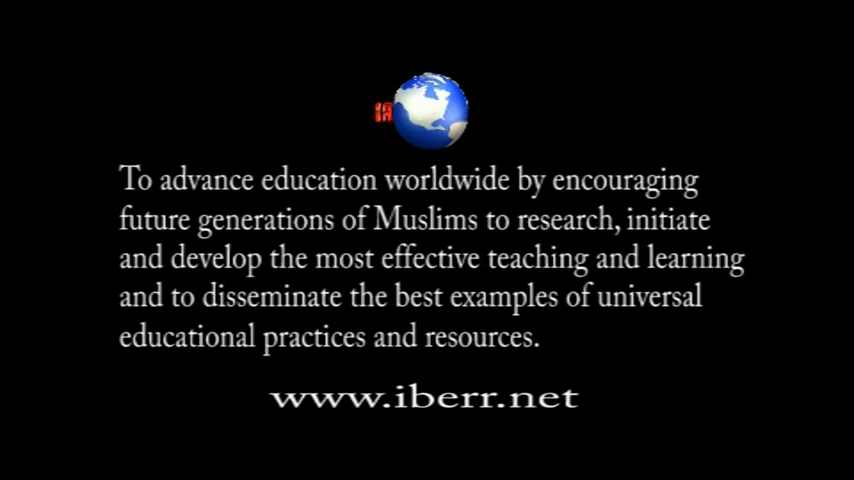 To advance education worldwide by encouraging
future generations of Muslims to research, initiate
and develop the most effective teaching and learning
and to disseminate the best examples of universal
educational practices and resources.
www.iberr.net